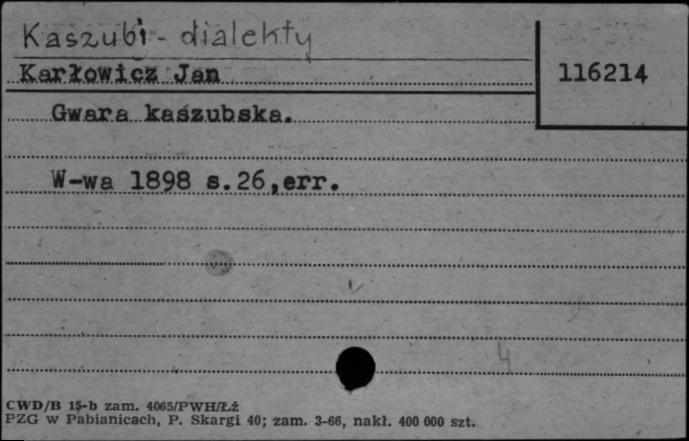 Kaszubi - dialekty
Karłowicz Jan
116214
Gwara kaszubska.
W-wa 1898 s.26,err.
4
CWD/B 15-b zam. 4065/PWH/Łź
PZG w Pabianicach, P. Skargi 40; zam. 3-66, nakł. 400 000 szt.